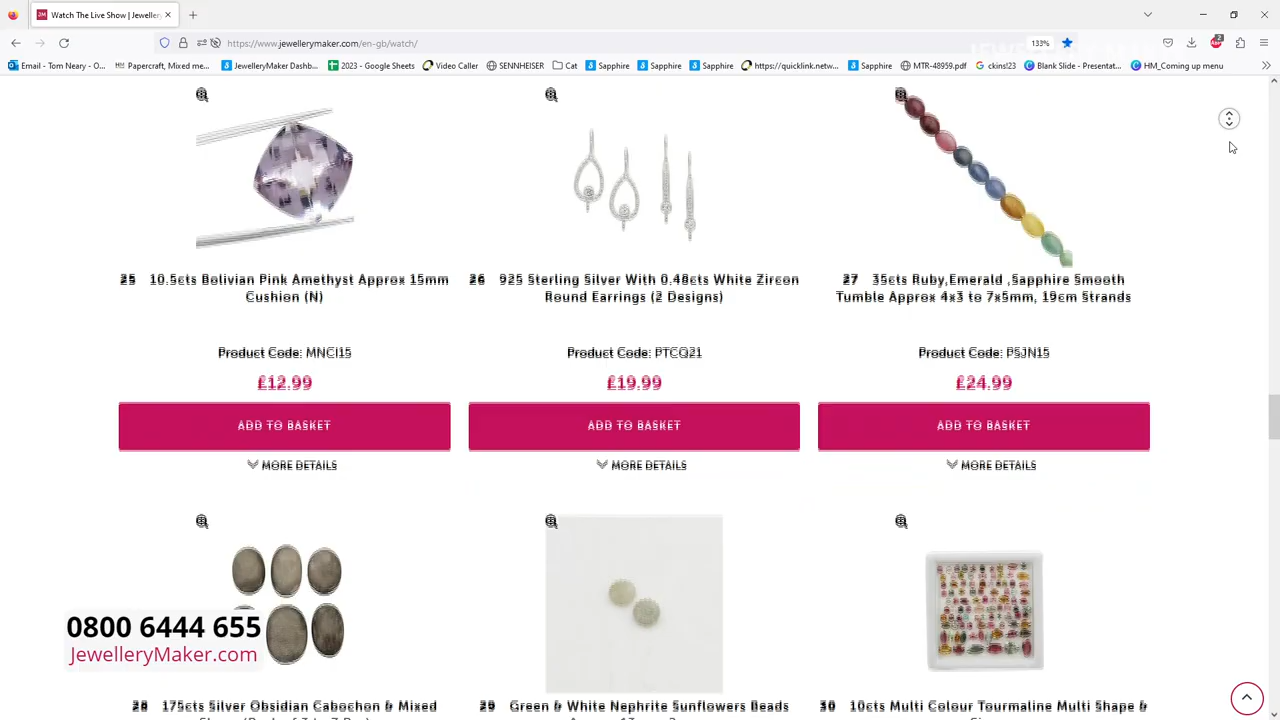 Watch The Live Show | Jeweller
https://www.jewellerymaker.com/en_gb/watch/
133%
Email - Tom Neary - O...
Papercraft, Mixed me...
JewelleryMaker Dashb...
2023 - Google Sheets
Video Caller
SENNHEISER
Cat
Sapphire
Sapphire
Sapphire
https://quicklink.netw...
Sapphire
MTR-48959.pdf
ckins!23
Blank Slide - Presentat...
HM_Coming up menu
25 10.5cts Bolivian Pink Amethyst Approx 15mm
Cushion (N)
Product Code: MNCI15
£12.99
ADD TO BASKET
MORE DETAILS
26 925 Sterling Silver With 0.48cts White Zircon
Round Earrings (2 Designs)
Product Code: PTCQ21
£19.99
ADD TO BASKET
MORE DETAILS
27 35cts Ruby,Emerald ,Sapphire Smooth
Tumble Approx 4x3 to 7x5mm, 19cm Strands
Product Code: PSJN15
£24.99
ADD TO BASKET
MORE DETAILS
0800 6444 655
JewelleryMaker.com
28 175cts Silver Obsidian Cabochon & Mixed
29 Green & White Nephrite Sunflowers Beads
30 10cts Multi Colour Tourmaline Multi Shape &